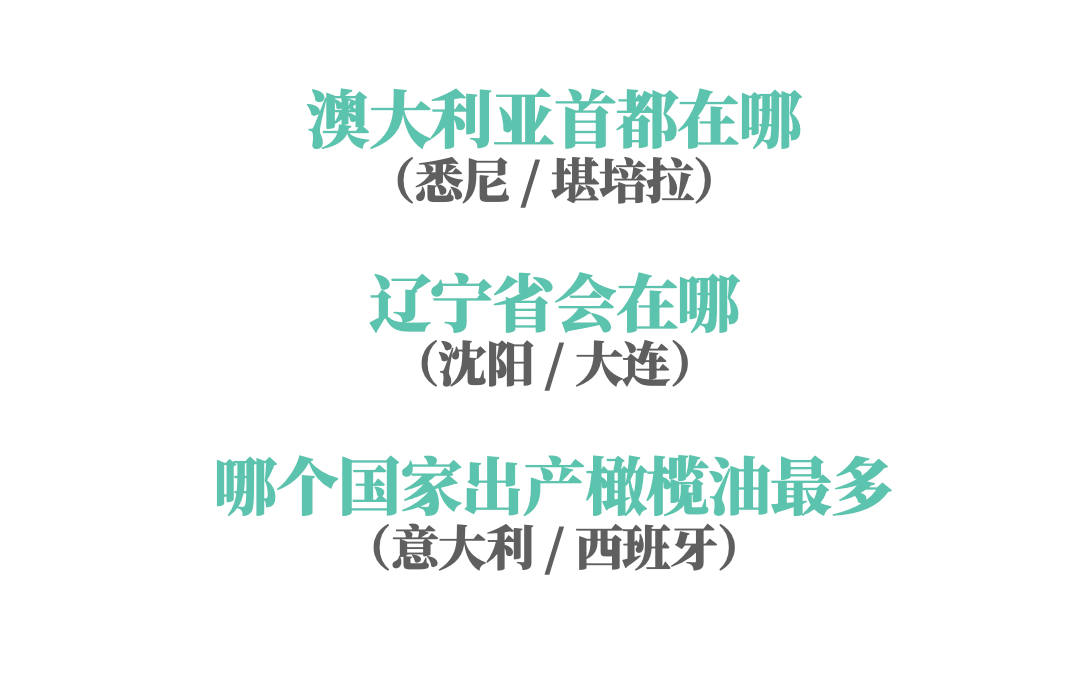 澳大利亚首都在哪
（悉尼 / 堪培拉）
辽宁省会在哪
（沈阳 / 大连）
哪个国家出产橄榄油最多
（意大利 / 西班牙）